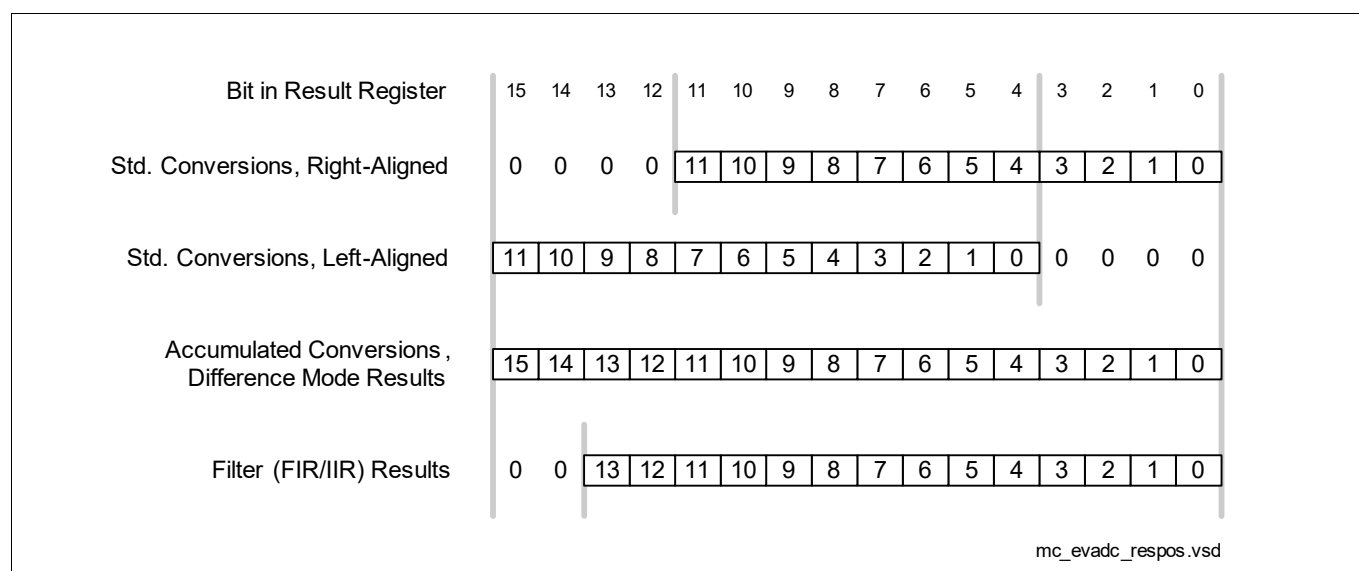 Bit in Result Register 15 14 13 12 11 10 9 8 7 6 5 4 3 2 1 0
Std. Conversions, Right-Aligned 0 0 0 0 11 10 9 8 7 6 5 4 3 2 1 0
Std. Conversions, Left-Aligned 11 10 9 8 7 6 5 4 3 2 1 0 0 0 0 0
Accumulated Conversions ,
Difference Mode Results 15 14 13 12 11 10 9 8 7 6 5 4 3 2 1 0
Filter (FIR/IIR) Results 0 0 13 12 11 10 9 8 7 6 5 4 3 2 1 0
mc_evadc_respos.vsd